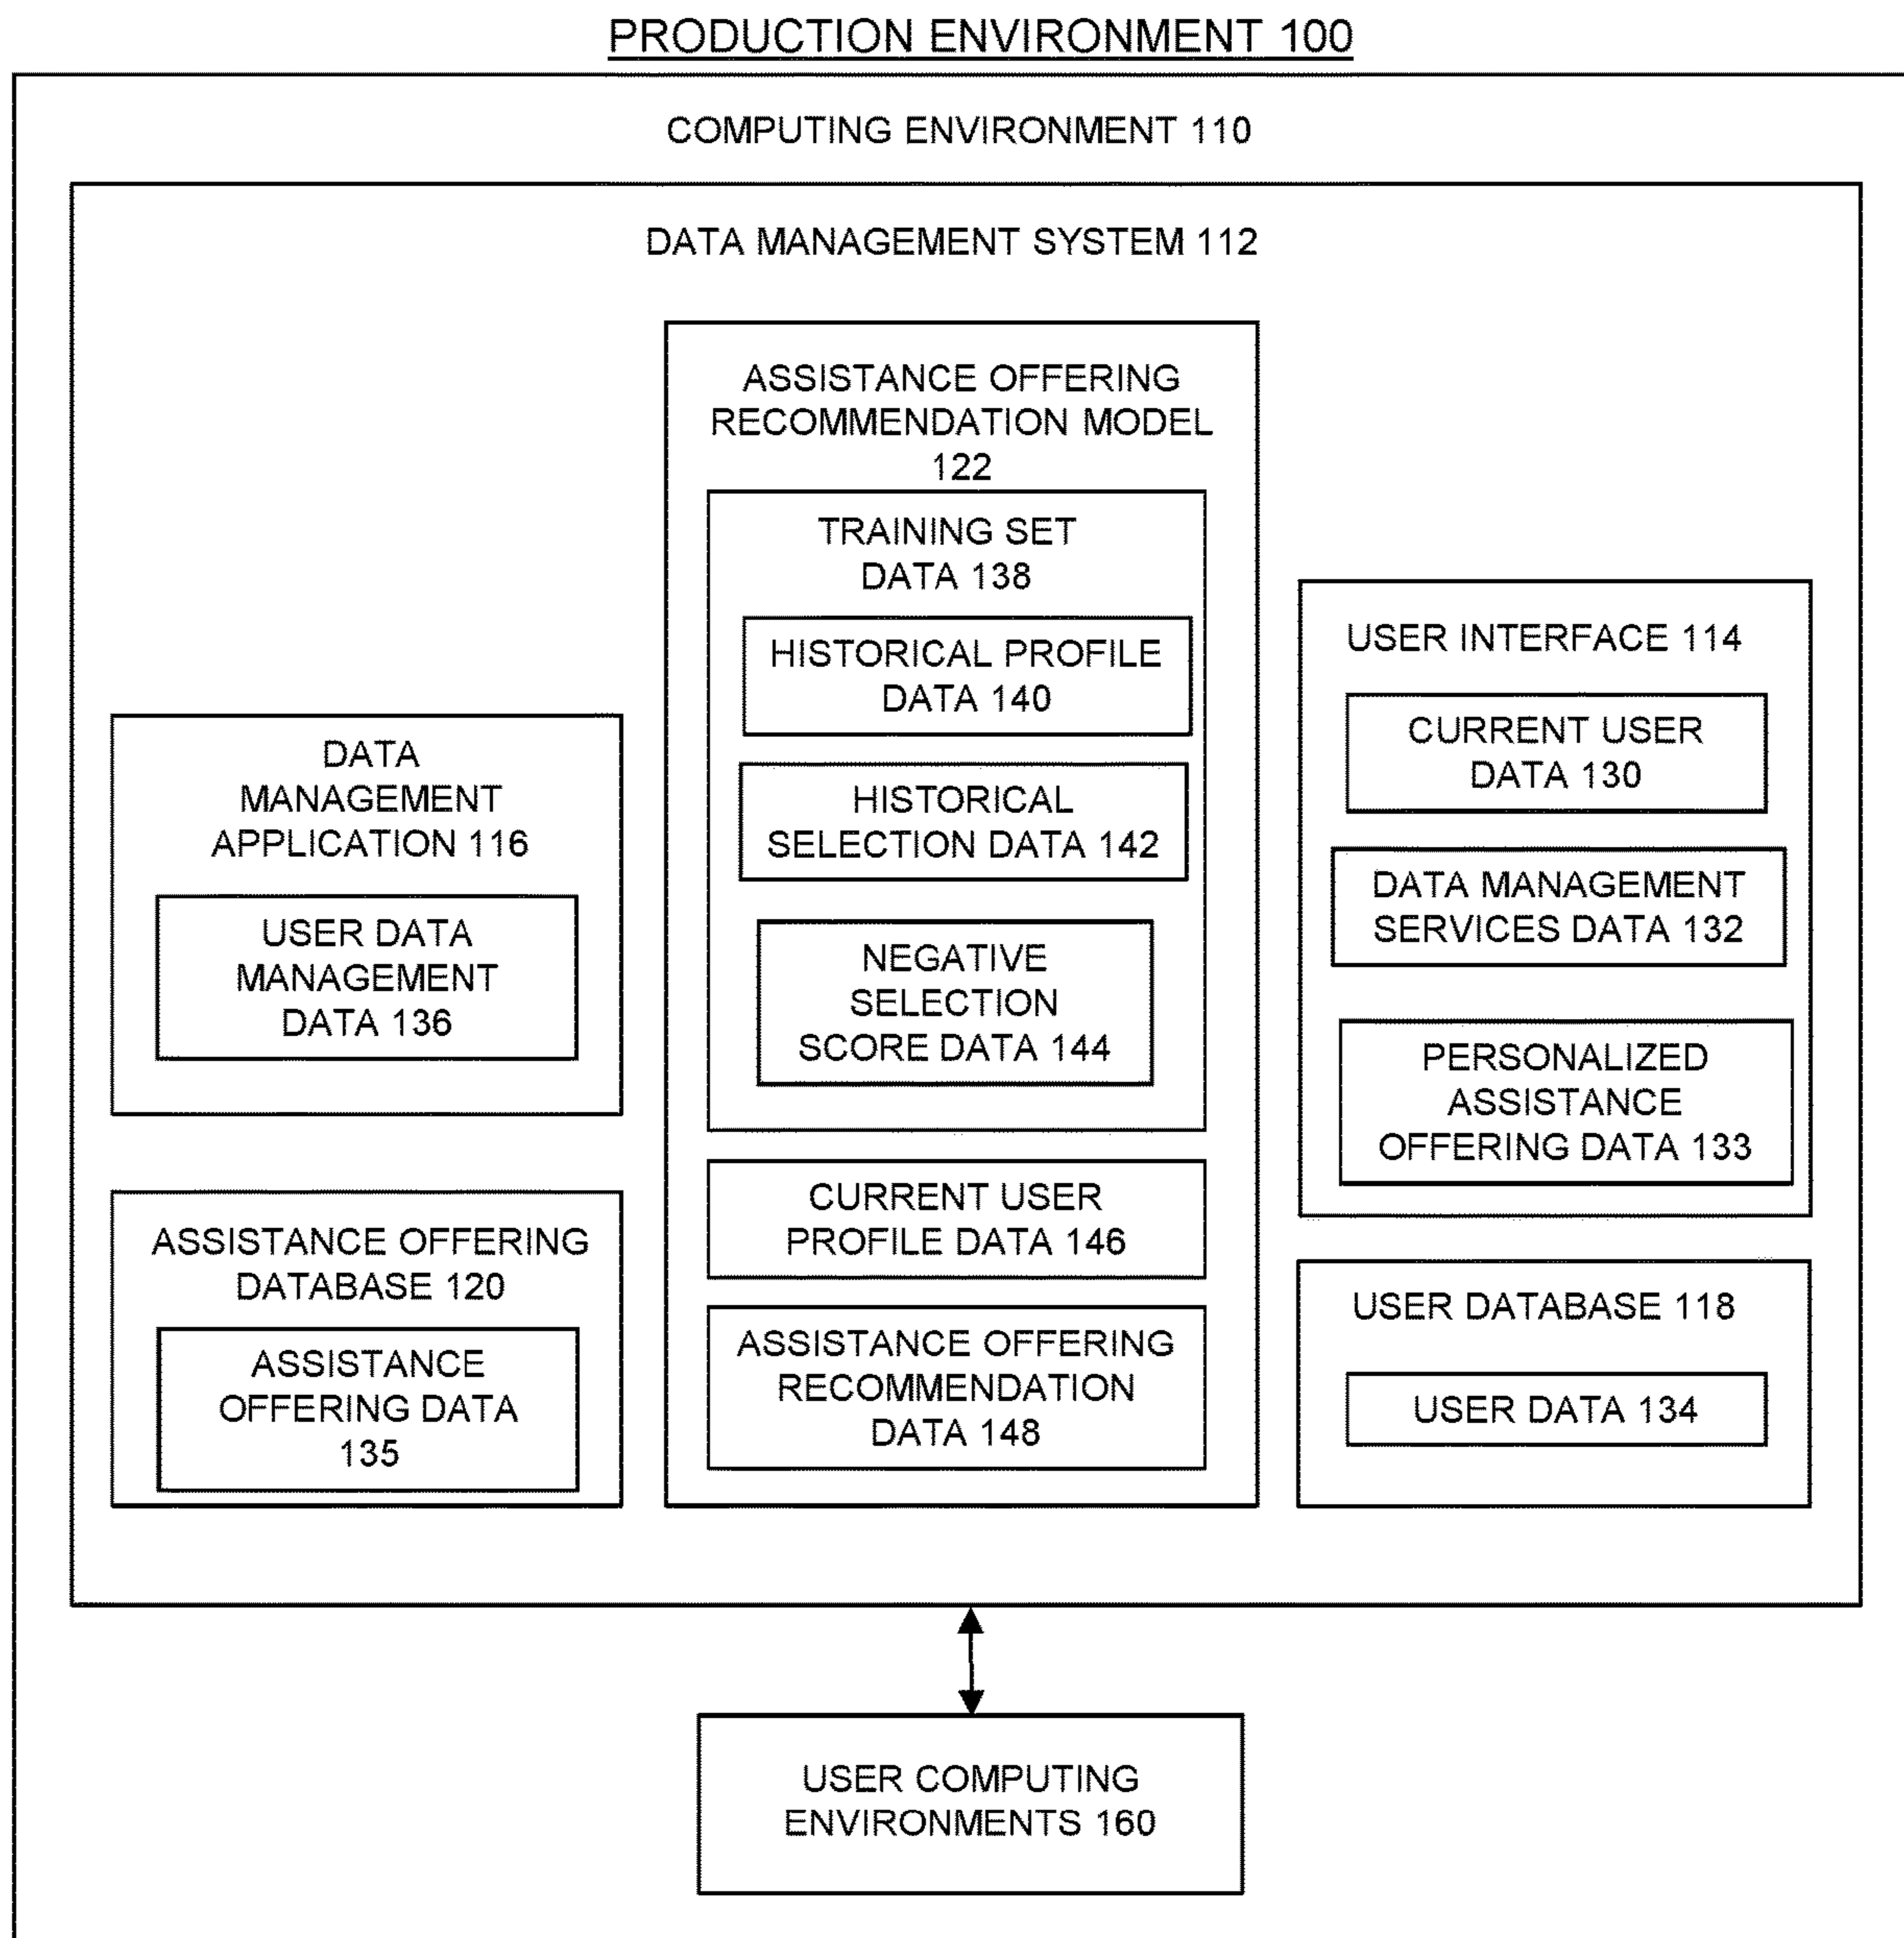 PRODUCTION ENVIRONMENT 100
COMPUTING ENVIRONMENT 110
DATA MANAGEMENT SYSTEM 112
DATA
MANAGEMENT
APPLICATION 116
USER DATA
MANAGEMENT
DATA 136
ASSISTANCE OFFERING
DATABASE 120
ASSISTANCE
OFFERING DATA
135
ASSISTANCE OFFERING
RECOMMENDATION MODEL
122
TRAINING SET
DATA 138
HISTORICAL PROFILE
DATA 140
HISTORICAL
SELECTION DATA 142
NEGATIVE
SELECTION
SCORE DATA 144
CURRENT USER
PROFILE DATA 146
ASSISTANCE OFFERING
RECOMMENDATION
DATA 148
USER INTERFACE 114
CURRENT USER
DATA 130
DATA MANAGEMENT
SERVICES DATA 132
PERSONALIZED
ASSISTANCE
OFFERING DATA 133
USER DATABASE 118
USER DATA 134
USER COMPUTING
ENVIRONMENTS 160